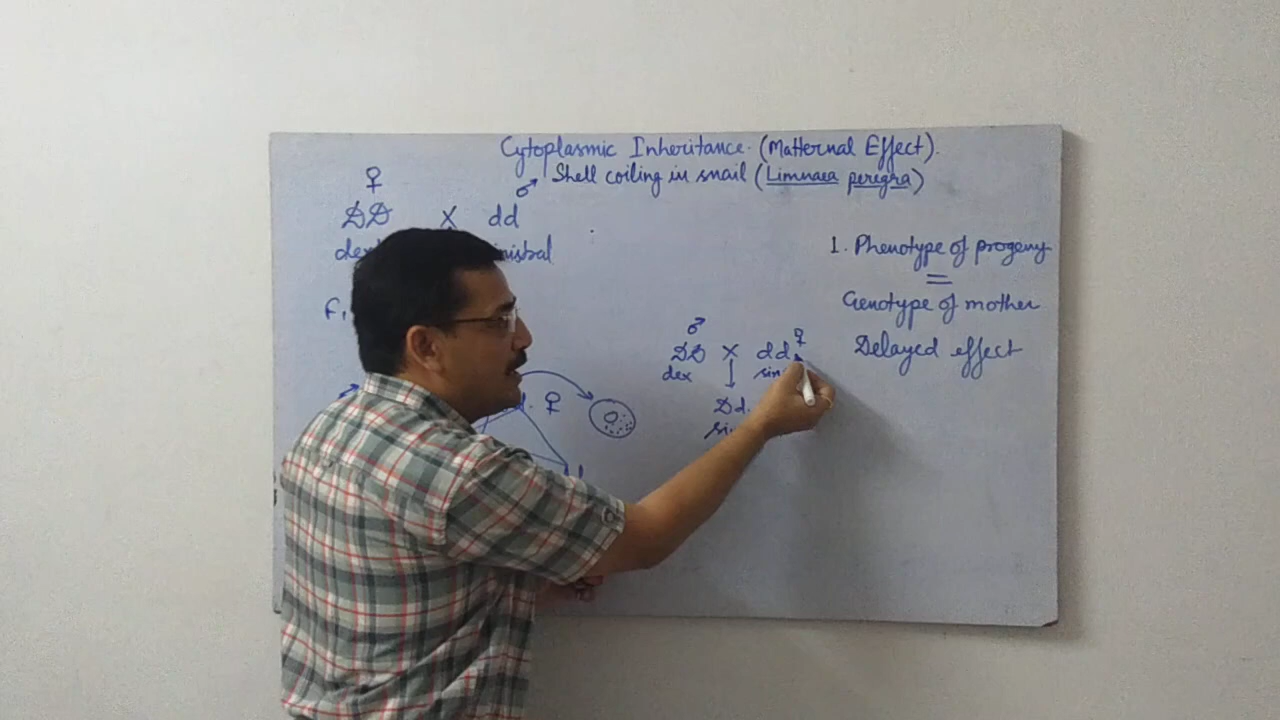 Cytoplasmic Inheritance. (Matternal Effect).
Shell coiling in snail (Limnaea peregra)
♀
♂
DD X dd
F₁
1. Phenotype of progeny
=
Genotype of mother
Delayed effect
♂ ♀
DD X dd
dex
Dd.
♀